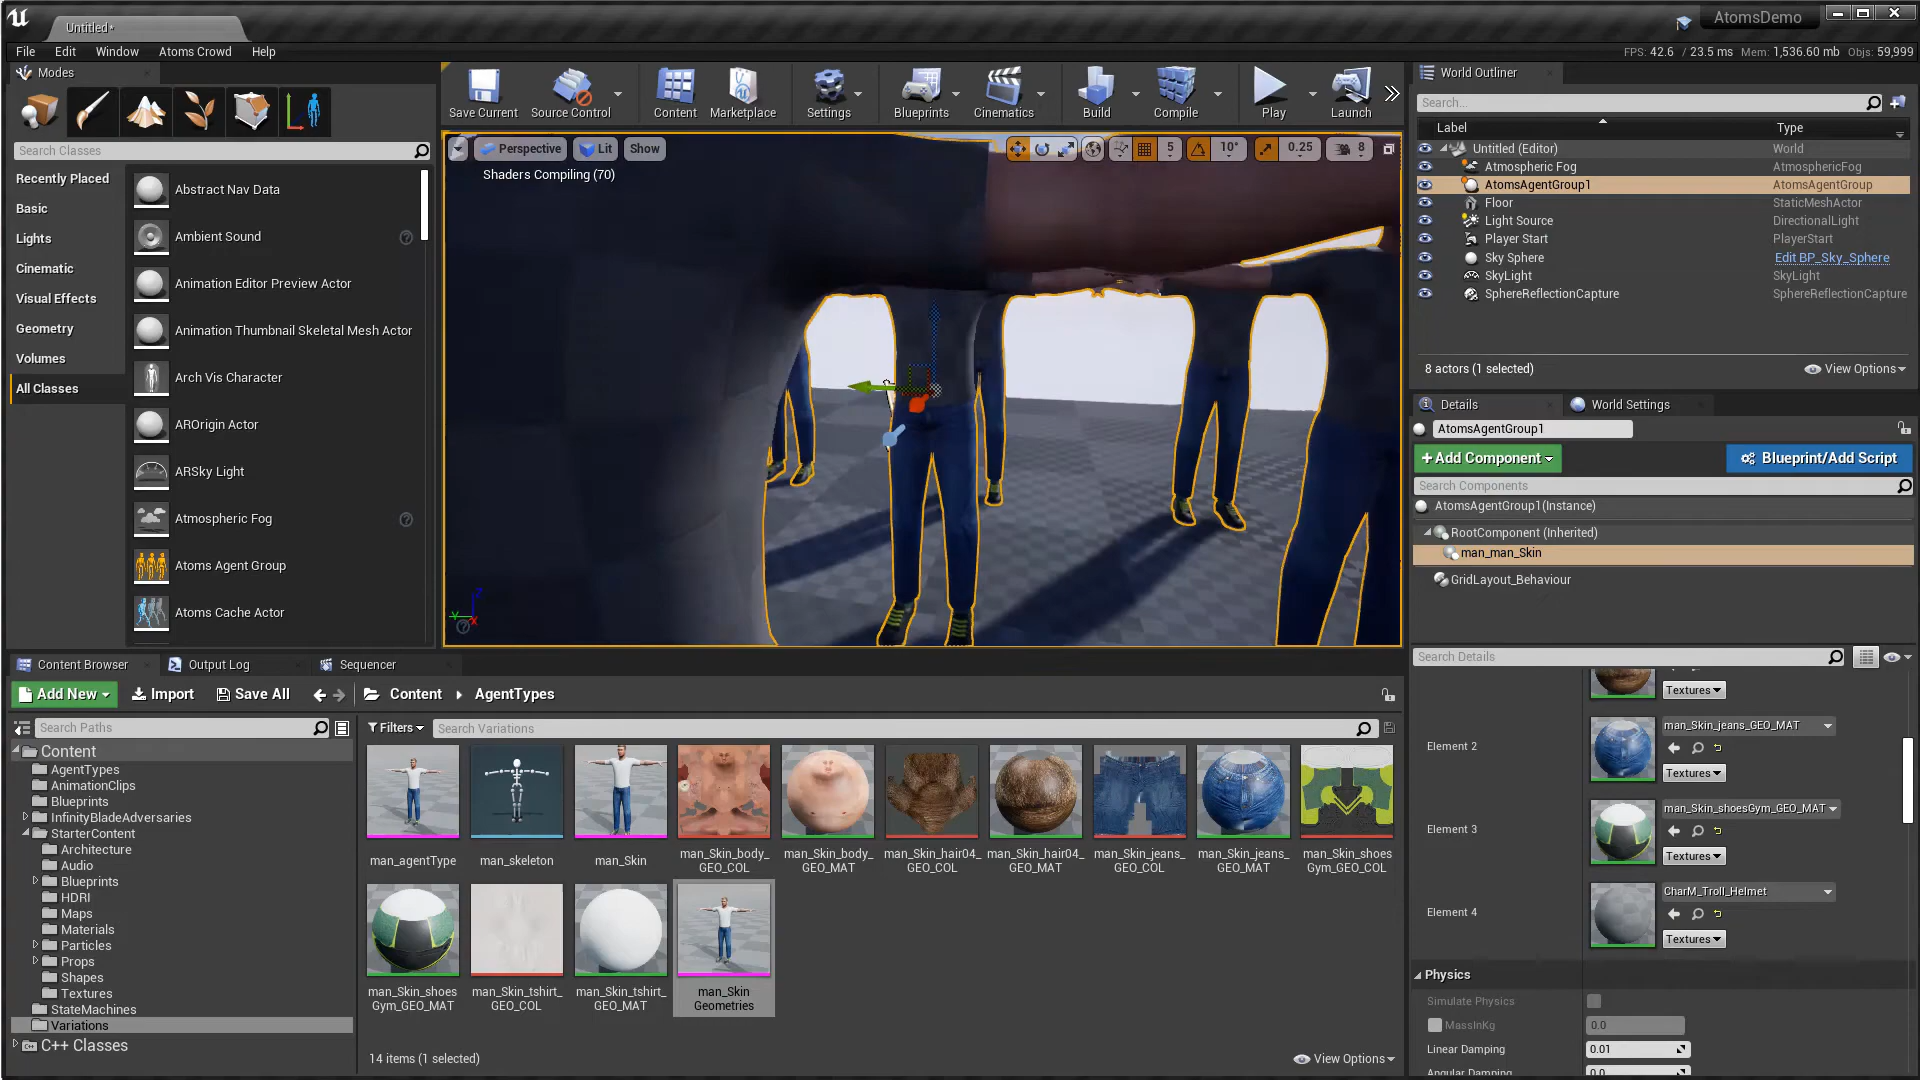 Untitled*
AtomsDemo
File Edit Window Atoms Crowd Help
FPS: 42.6 / 23.5 ms Mem: 1,536.60 mb Objs: 59,999
Modes
Search Classes
Recently Placed
Basic
Lights
Cinematic
Visual Effects
Geometry
Volumes
All Classes
Abstract Nav Data
Ambient Sound
Animation Editor Preview Actor
Animation Thumbnail Skeletal Mesh Actor
Arch Vis Character
AROrigin Actor
ARSky Light
Atmospheric Fog
Atoms Agent Group
Atoms Cache Actor
Save Current Source Control Content Marketplace Settings Blueprints Cinematics Build Compile Play Launch
Perspective Lit Show 5 10° 0.25 8
Shaders Compiling (70)
World Outliner
Search...
Label Type
Untitled (Editor) World
Atmospheric Fog AtmosphericFog
AtomsAgentGroup1 AtomsAgentGroup
Floor StaticMeshActor
Light Source DirectionalLight
Player Start PlayerStart
Sky Sphere Edit BP_Sky_Sphere
SkyLight SkyLight
SphereReflectionCapture SphereReflectionCapture
8 actors (1 selected) View Options
Details World Settings
AtomsAgentGroup1
+Add Component Blueprint/Add Script
Search Components
AtomsAgentGroup1(Instance)
RootComponent (Inherited)
man_man_Skin
GridLayout_Behaviour
Search Details
Textures
Element 2 man_Skin_jeans_GEO_MAT
Textures
Element 3 man_Skin_shoesGym_GEO_MAT
Textures
Element 4 CharM_Troll_Helmet
Textures
Physics
Simulate Physics
MassInKg 0.0
Linear Damping 0.01
Angular Damping 0.0
Content Browser Output Log Sequencer
Add New Import Save All Content AgentTypes
Search Paths
Filters Search Variations
Content
AgentTypes
AnimationClips
Blueprints
InfinityBladeAdversaries
StarterContent
Architecture
Audio
Blueprints
HDRI
Maps
Materials
Particles
Props
Shapes
Textures
StateMachines
Variations
C++ Classes
man_agentType
man_skeleton
man_Skin
man_Skin_body_
GEO_COL
man_Skin_body_
GEO_MAT
man_Skin_hair04_
GEO_COL
man_Skin_hair04_
GEO_MAT
man_Skin_jeans_
GEO_COL
man_Skin_jeans_
GEO_MAT
man_Skin_shoes
Gym_GEO_COL
man_Skin_shoes
Gym_GEO_MAT
man_Skin_tshirt_
GEO_COL
man_Skin_tshirt_
GEO_MAT
man_Skin
Geometries
14 items (1 selected) View Options